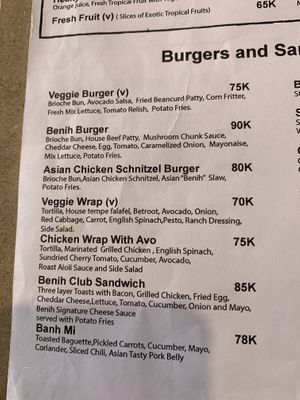 Orange Juice, Fresh Tropical Fruit with
Fresh Fruit (v) ( Slices of Exotic Tropical Fruits) 65K
Burgers and Sa
Veggie Burger (v) 75K
Brioche Bun, Avocado Salsa, Fried Beancurd Patty, Corn Fritter,
Fresh Mix Lettuce, Tomato Relish, Potato Fries.
Benih Burger 90K
Brioche Bun, House Beef Patty, Mushroom Chunk Sauce,
Cheddar Cheese, Egg, Tomato, Caramelized Onion, Mayonaise,
Mix Lettuce, Potato Fries.
Asian Chicken Schnitzel Burger 80K
Brioche Bun,Asian Chicken Schnitzel, Asian "Benih" Slaw,
Potato Fries.
Veggie Wrap (v) 70K
Tortilla, House tempe falafel, Betroot, Avocado, Onion,
Red Cabbage, Carrot, English Spinach,Pesto, Ranch Dressing,
Side Salad.
Chicken Wrap With Avo 75K
Tortilla, Marinated Grilled Chicken , English Spinach,
Sundried Cherry Tomato, Cucumber, Avocado,
Roast Aioli Sauce and Side Salad
Benih Club Sandwich 85K
Three layer Toasts with Bacon, Grilled Chicken, Fried Egg,
Cheddar Cheese,Lettuce, Tomato, Cucumber, Onion and Mayo,
Benih Signature Cheese Sauce
served with Potato Fries
Banh Mi 78K
Toasted Baguette,Pickled Carrots, Cucumber, Mayo,
Coriander, Sliced Chili, Asian Tasty Pork Belly